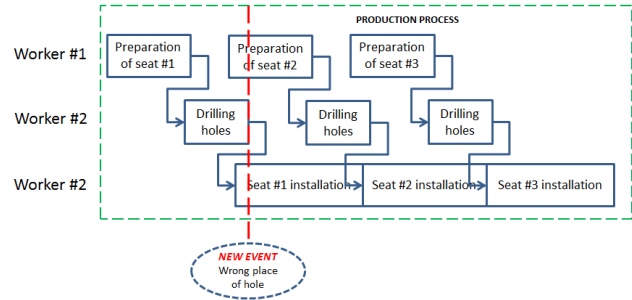 PRODUCTION PROCESS
Worker #1
Preparation
of seat #1
Preparation
of seat #2
Preparation
of seat #3
Worker #2
Drilling
holes
Drilling
holes
Drilling
holes
Worker #2
Seat #1 installation
Seat #2 installation
Seat #3 installation
NEW EVENT
Wrong place
of hole